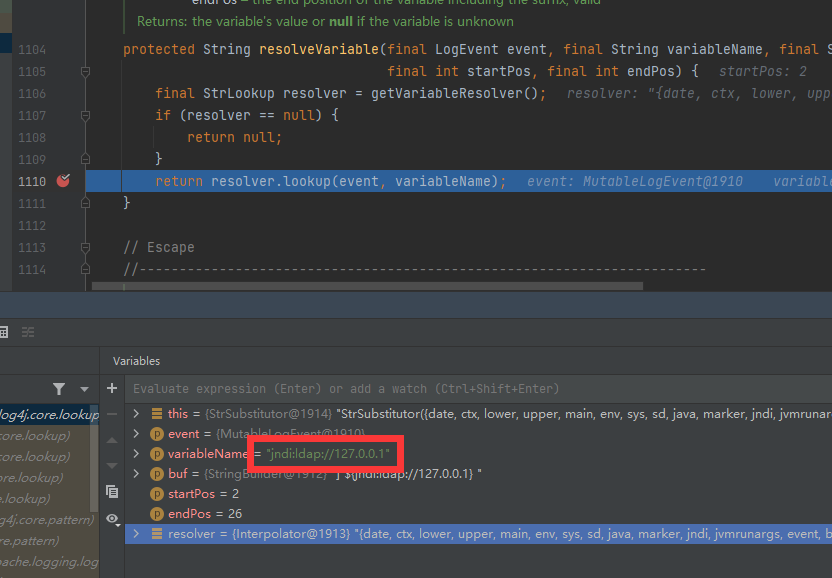 endPos – the end position of the variable including the suffix, valid
Returns: the variable's value or null if the variable is unknown
1104 protected String resolveVariable(final LogEvent event, final String variableName, final S
1105 final int startPos, final int endPos) { startPos: 2
1106 final StrLookup resolver = getVariableResolver(); resolver: "{date, ctx, lower, upp
1107 if (resolver == null) {
1108 return null;
1109 }
1110 return resolver.lookup(event, variableName); event: MutableLogEvent@1910 variable
1111 }
1112
1113 // Escape
1114 //-----------------------------------------------------------------------
Variables
Evaluate expression (Enter) or add a watch (Ctrl+Shift+Enter)
log4j.core.lookup
core.lookup)
core.lookup)
core.lookup)
e.lookup)
g4j.core.pattern)
re.pattern)
pache.logging.log
this = {StrSubstitutor@1914} "StrSubstitutor({date, ctx, lower, upper, main, env, sys, sd, java, marker, jndi, jvmrunar
event = {MutableLogEvent@1910}
variableName = "jndi:ldap://127.0.0.1"
buf = {StringBuilder@1912} "] ${jndi:ldap://127.0.0.1} "
startPos = 2
endPos = 26
resolver = {Interpolator@1913} "{date, ctx, lower, upper, main, env, sys, sd, java, marker, jndi, jvmrunargs, event, b